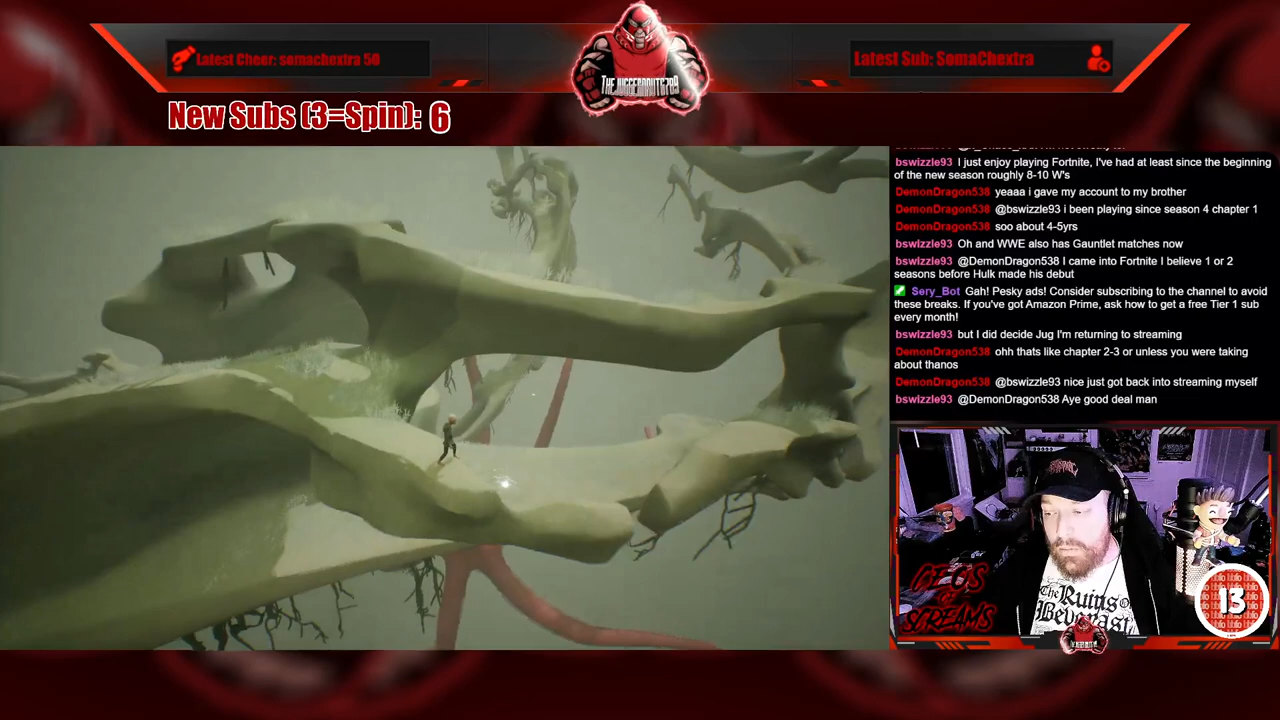 Latest Cheer: somachextra 50
THEJUGGERNAUT6789
Latest Sub: SomaChextra
New Subs (3=Spin): 6
bswizzle93 I just enjoy playing Fortnite, I've had at least since the beginning
of the new season roughly 8-10 W's
DemonDragon538 yeaaa i gave my account to my brother
DemonDragon538 @bswizzle93 i been playing since season 4 chapter 1
DemonDragon538 soo about 4-5yrs
bswizzle93 Oh and WWE also has Gauntlet matches now
bswizzle93 @DemonDragon538 I came into Fortnite I believe 1 or 2
seasons before Hulk made his debut
Sery_Bot Gah! Pesky ads! Consider subscribing to the channel to avoid
these breaks. If you've got Amazon Prime, ask how to get a free Tier 1 sub
every month!
bswizzle93 but I did decide Jug I'm returning to streaming
DemonDragon538 ohh thats like chapter 2-3 or unless you were taking
about thanos
DemonDragon538 @bswizzle93 nice just got back into streaming myself
bswizzle93 @DemonDragon538 Aye good deal man
The Ruins Of
Beverast
SCREAMS
13